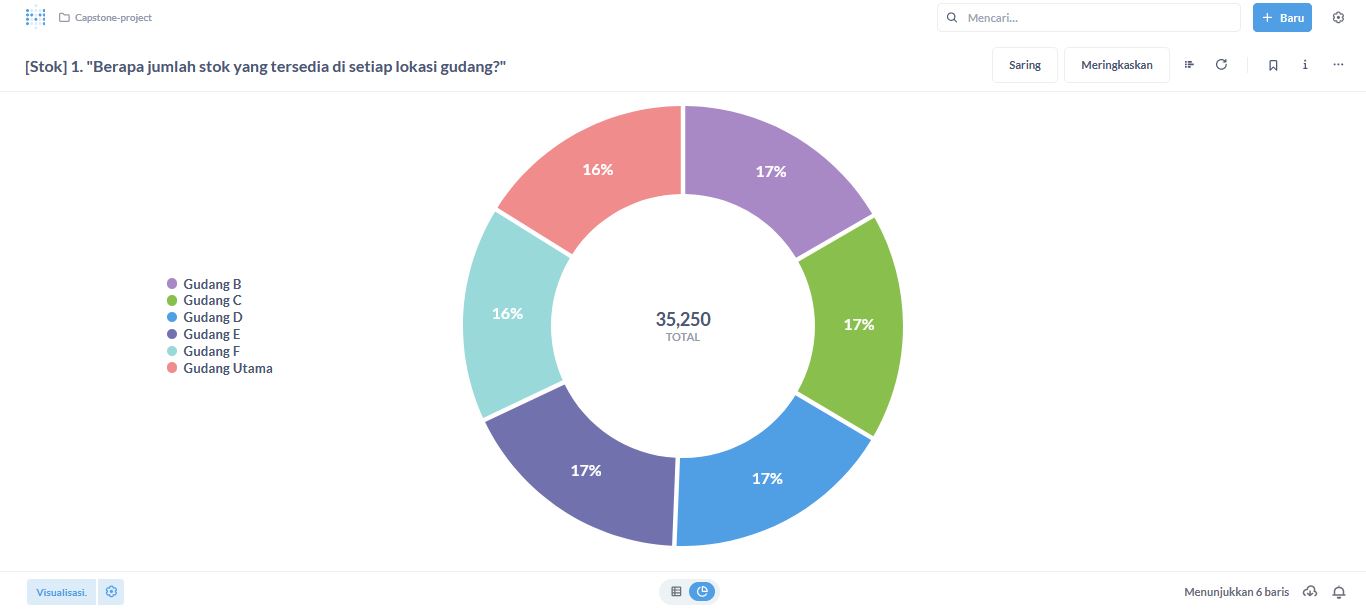 Capstone-project
Mencari...
Baru
[Stok] 1. "Berapa jumlah stok yang tersedia di setiap lokasi gudang?"
Saring
Meringkaskan
16%
17%
Gudang B
Gudang C
Gudang D
Gudang E
Gudang F
Gudang Utama
16%
35,250
TOTAL
17%
17%
17%
Visualisasi.
Menunjukkan 6 baris